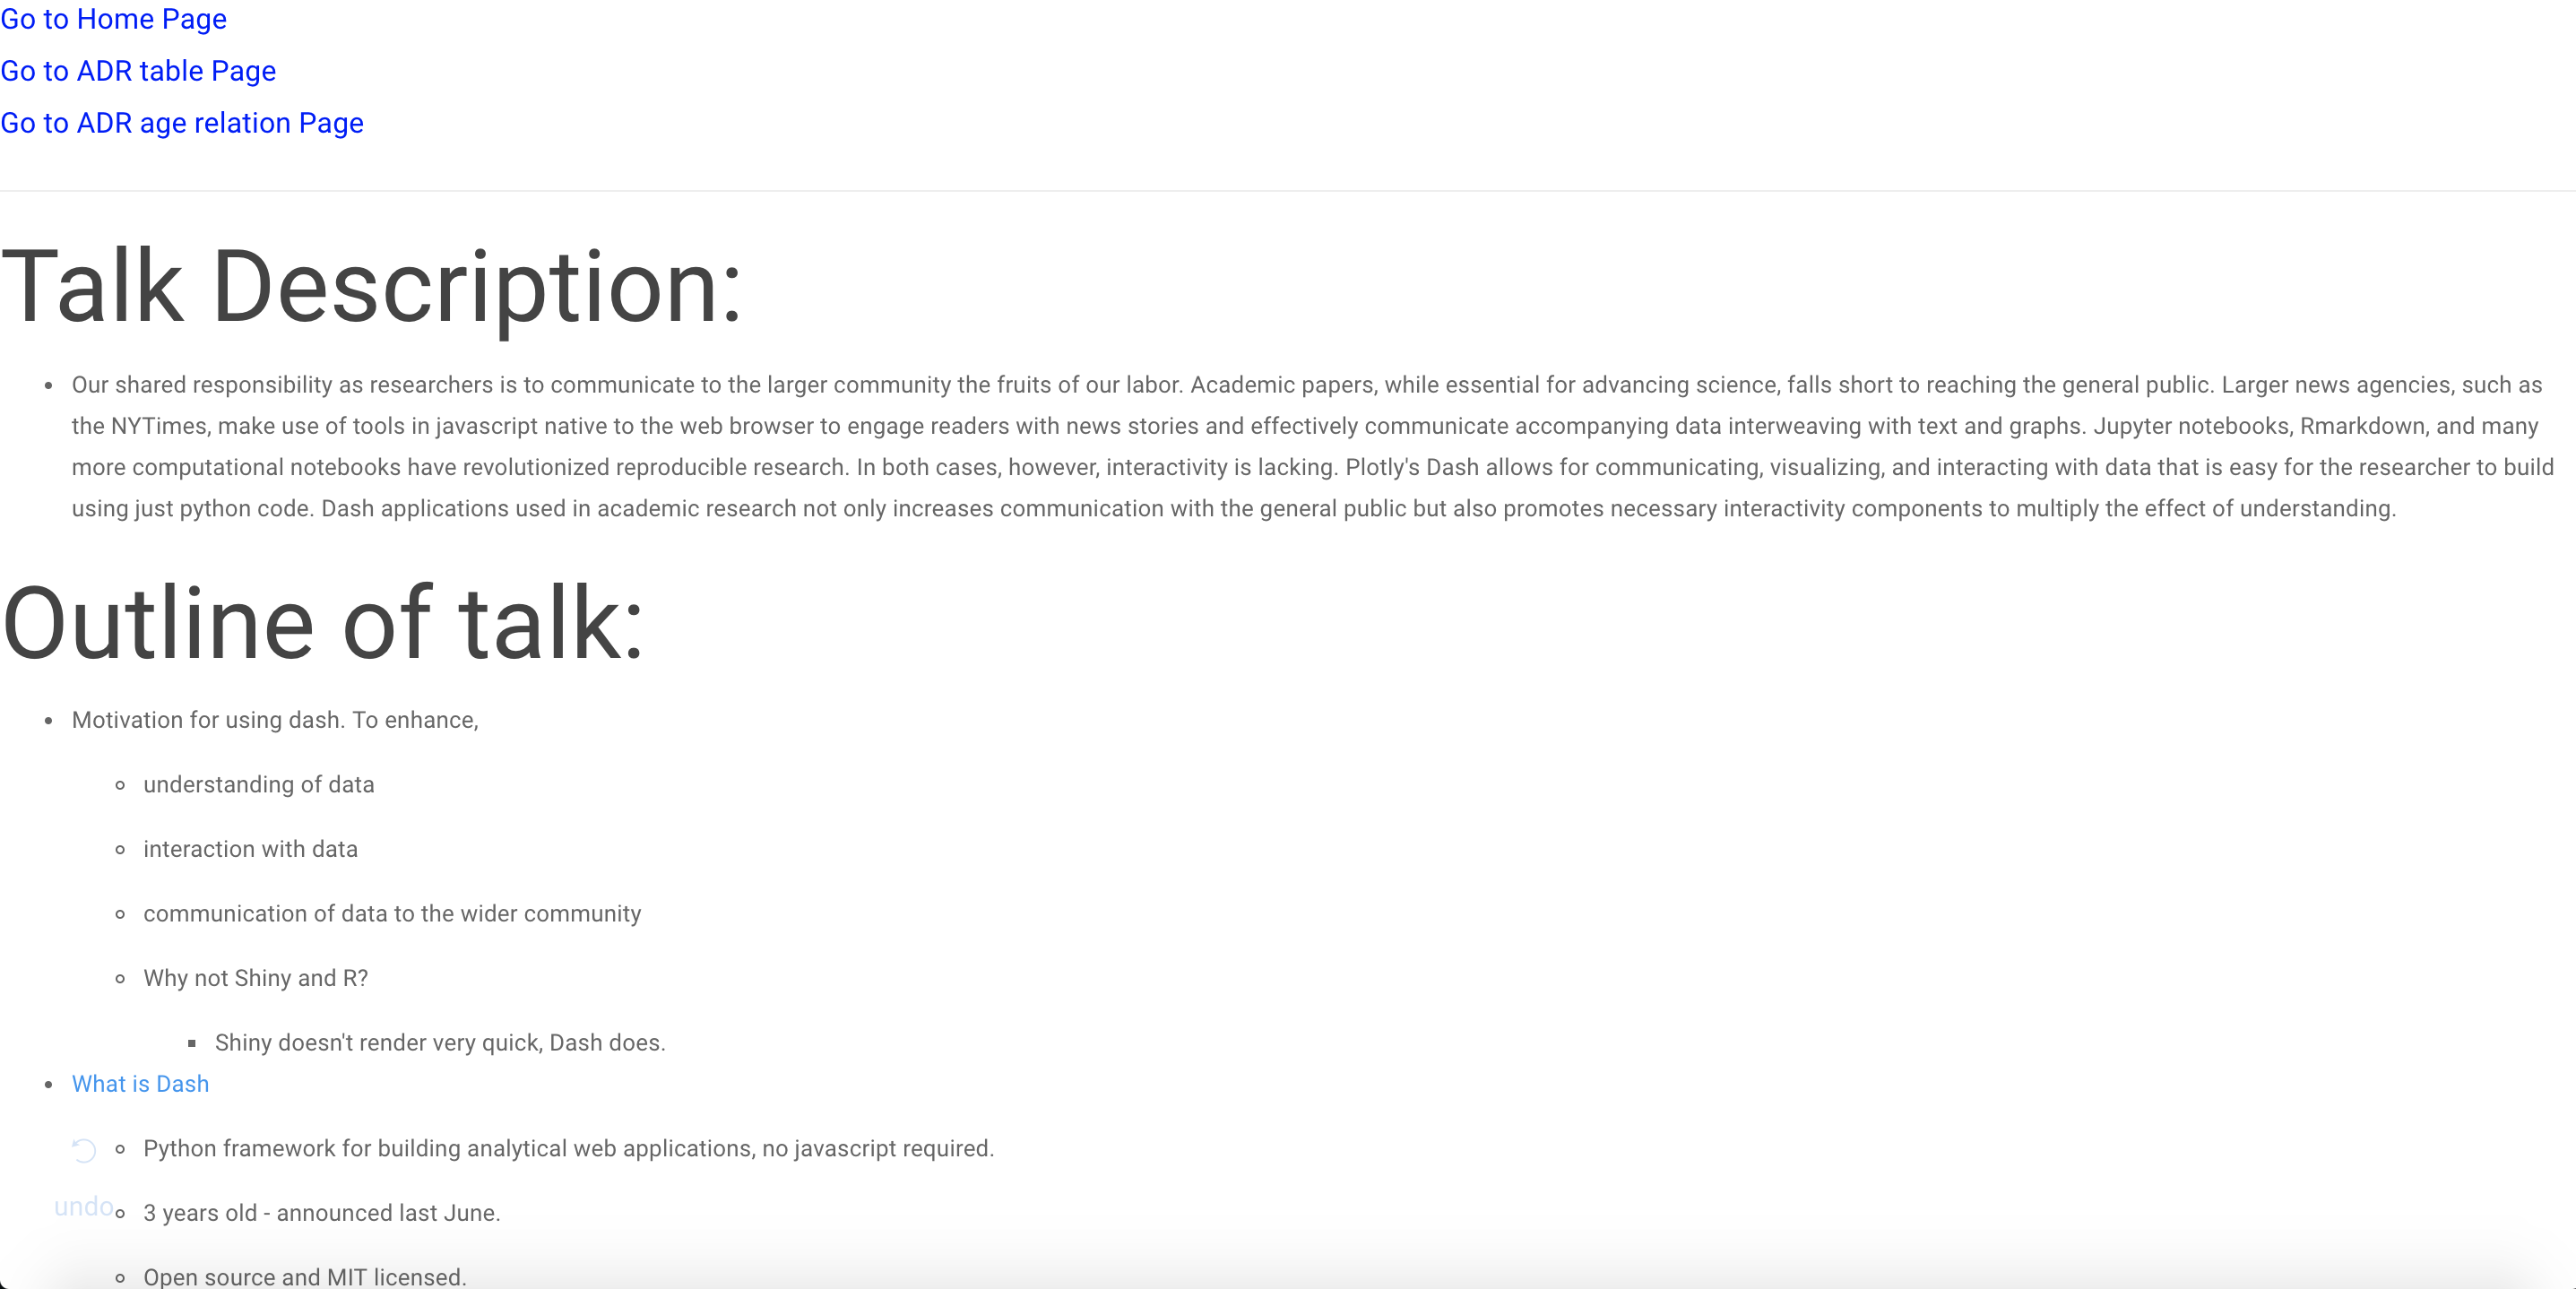 Go to Home Page
Go to ADR table Page
Go to ADR age relation Page
Talk Description:
Our shared responsibility as researchers is to communicate to the larger community the fruits of our labor. Academic papers, while essential for advancing science, falls short to reaching the general public. Larger news agencies, such as
the NYTimes, make use of tools in javascript native to the web browser to engage readers with news stories and effectively communicate accompanying data interweaving with text and graphs. Jupyter notebooks, Rmarkdown, and many
more computational notebooks have revolutionized reproducible research. In both cases, however, interactivity is lacking. Plotly's Dash allows for communicating, visualizing, and interacting with data that is easy for the researcher to build
using just python code. Dash applications used in academic research not only increases communication with the general public but also promotes necessary interactivity components to multiply the effect of understanding.
Outline of talk:
Motivation for using dash. To enhance,
understanding of data
interaction with data
communication of data to the wider community
Why not Shiny and R?
Shiny doesn't render very quick, Dash does.
What is Dash
Python framework for building analytical web applications, no javascript required.
undo
3 years old - announced last June.
Open source and MIT licensed.